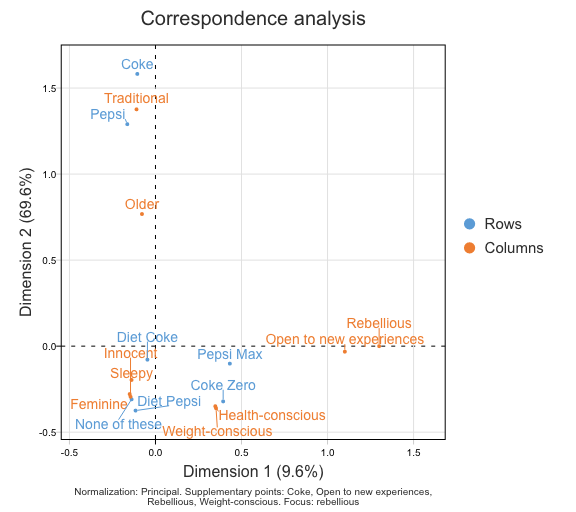 Correspondence analysis
Coke
Traditional
Pepsi
Older
Rebellious
Open to new experiences
Diet Coke
Innocent
Pepsi Max
Sleepy
Coke Zero
Feminine
Diet Pepsi
Health-conscious
None of these
Weight-conscious
1.5
1.0
0.5
0.0
-0.5
-0.5
0.0
0.5
1.0
1.5
Dimension 2 (69.6%)
Dimension 1 (9.6%)
Rows
Columns
Normalization: Principal. Supplementary points: Coke, Open to new experiences,
Rebellious, Weight-conscious. Focus: rebellious